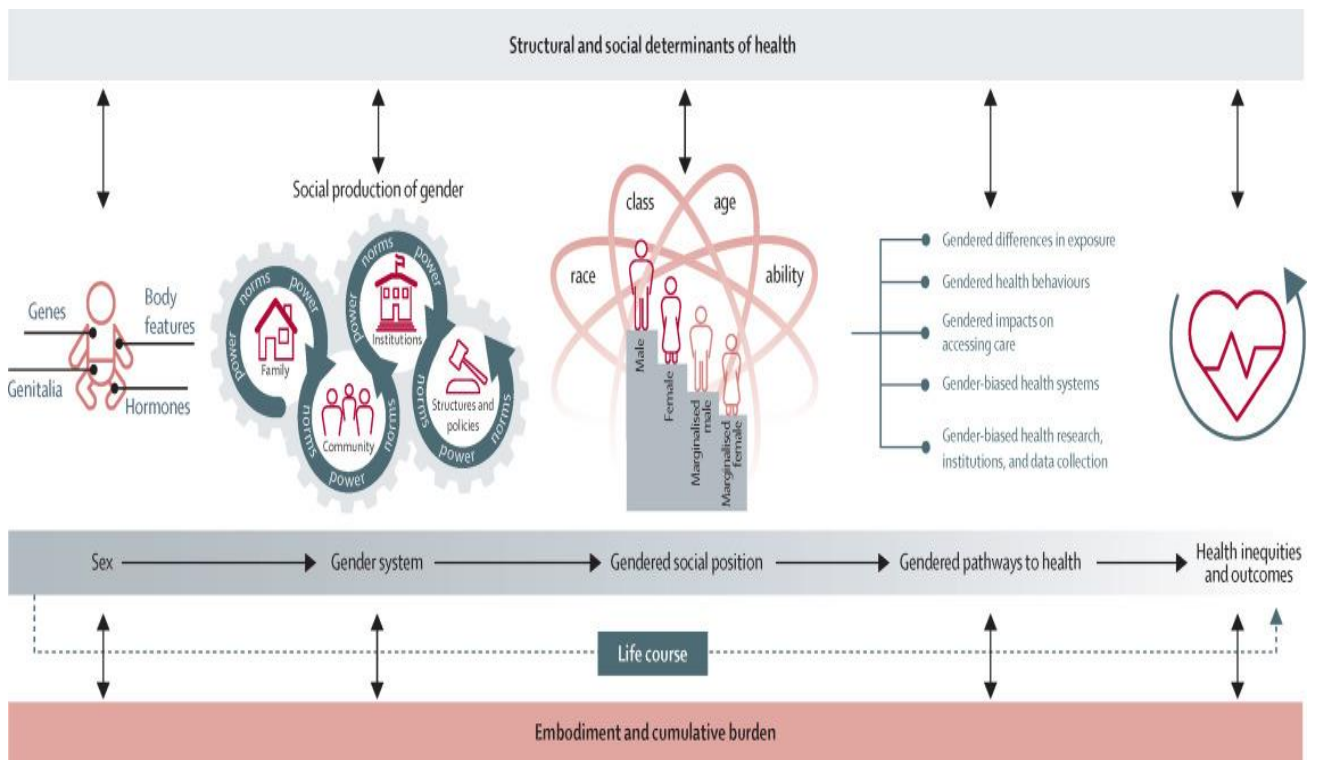 Structural and social determinants of health
Social production of gender
Genes
Body
features
Genitalia
Hormones
norms
power
power
Family
norms
power
norms
Community
norms
power
power
Institutions
norms
power
norms
Structures and
policies
class
age
race
ability
Male
Female
Marginalised
male
Marginalised
female
Gendered differences in exposure
Gendered health behaviours
Gendered impacts on
accessing care
Gender-biased health systems
Gender-biased health research,
institutions, and data collection
Sex
Gender system
Gendered social position
Gendered pathways to health
Health inequities
and outcomes
Life course
Embodiment and cumulative burden